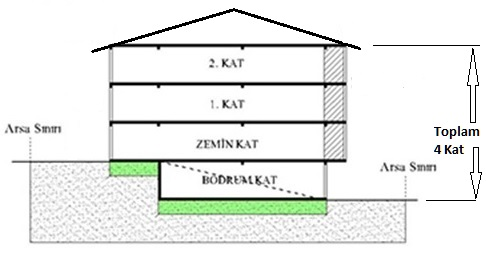 2. KAT
1. KAT
Arsa Sınırı
ZEMİN KAT
Toplam
4 Kat
BODRUM KAT
Arsa Sınırı